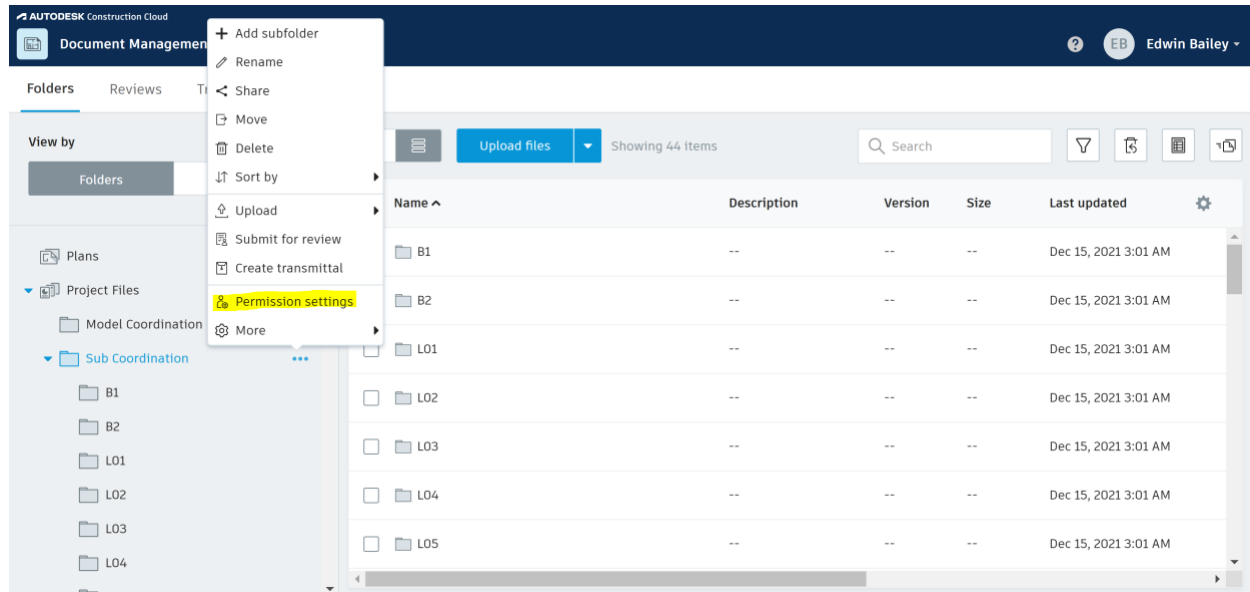 AUTODESK Construction Cloud
Document Managemen
? EB Edwin Bailey
Folders Reviews
Add subfolder
Rename
Share
Move
Delete
Sort by
Upload
Submit for review
Create transmittal
Permission settings
More
View by
Folders
Plans
Project Files
Model Coordination
Sub Coordination
B1
B2
L01
L02
L03
L04
Upload files Showing 44 items Search
Name Description Version Size Last updated
B1 -- -- -- Dec 15, 2021 3:01 AM
B2 -- -- -- Dec 15, 2021 3:01 AM
L01 -- -- -- Dec 15, 2021 3:01 AM
L02 -- -- -- Dec 15, 2021 3:01 AM
L03 -- -- -- Dec 15, 2021 3:01 AM
L04 -- -- -- Dec 15, 2021 3:01 AM
L05 -- -- -- Dec 15, 2021 3:01 AM